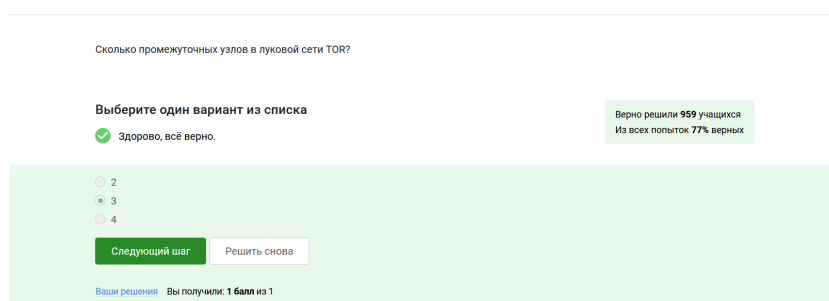 Сколько промежуточных узлов в луковой сети TOR?
Выберите один вариант из списка
Здорово, всё верно.
Верно решили 959 учащихся
Из всех попыток 77% верных
2
3
4
Следующий шаг
Решить снова
Ваши решения Вы получили: 1 балл из 1